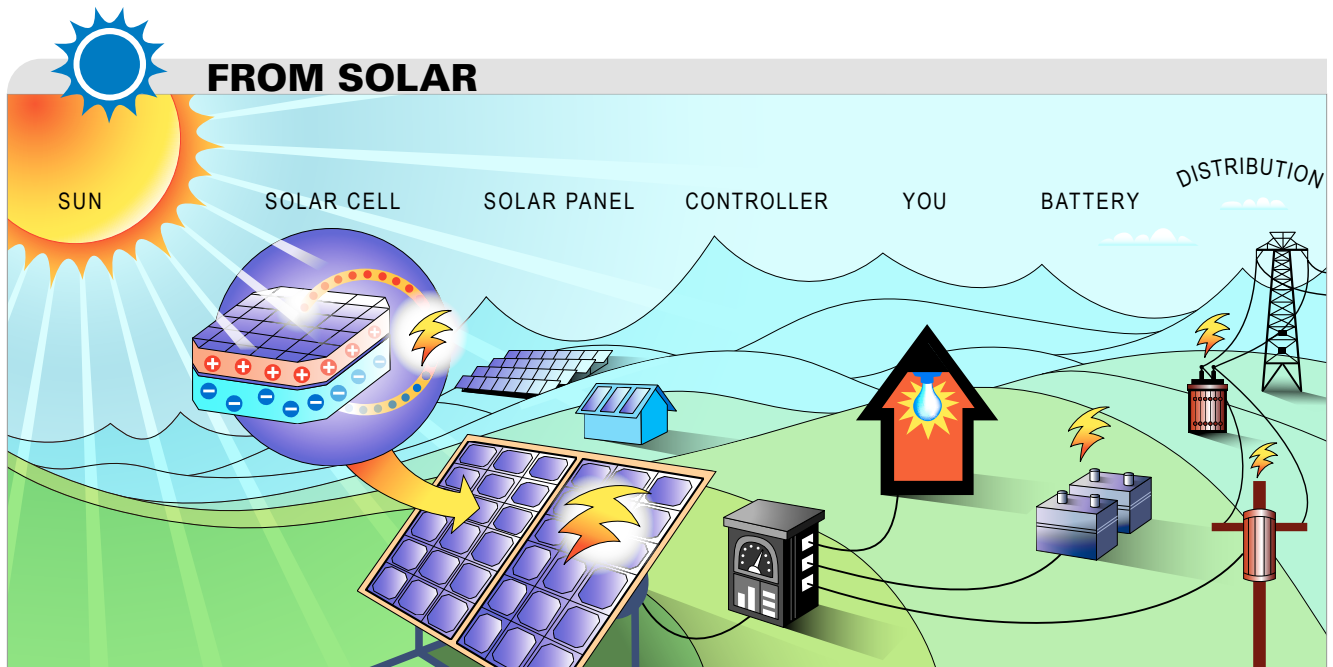 FROM SOLAR
SUN
SOLAR CELL
SOLAR PANEL
CONTROLLER
YOU
BATTERY
DISTRIBUTION